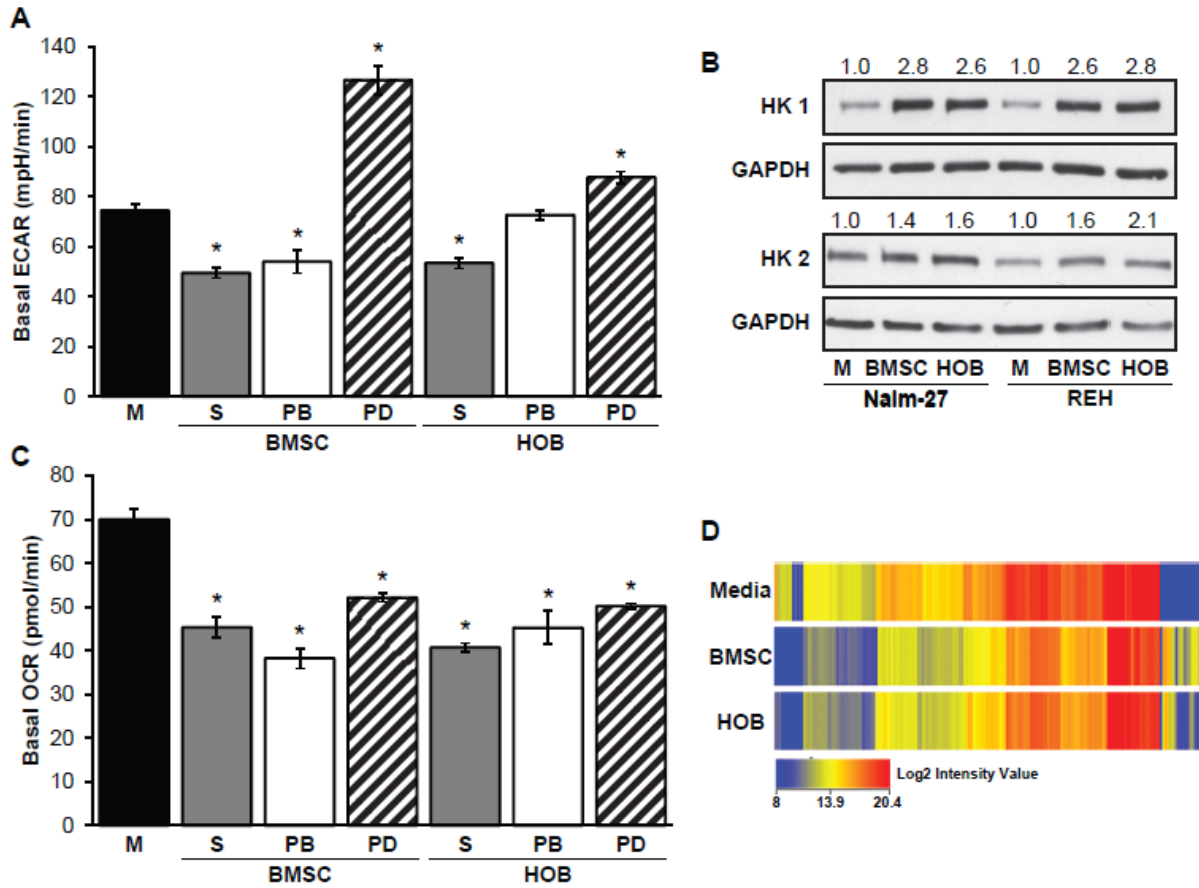 A
Basal ECAR (mpH/min)
140
120
100
80
60
40
20
0
*
*
*
*
*
M S PB PD S PB PD
BMSC HOB
B
1.0 2.8 2.6 1.0 2.6 2.8
HK 1
GAPDH
1.0 1.4 1.6 1.0 1.6 2.1
HK 2
GAPDH
M BMSC HOB M BMSC HOB
Nalm-27 REH
C
Basal OCR (pmol/min)
80
70
60
50
40
30
20
10
0
*
*
*
*
*
*
M S PB PD S PB PD
BMSC HOB
D
Media
BMSC
HOB
Log2 Intensity Value
8 13.9 20.4